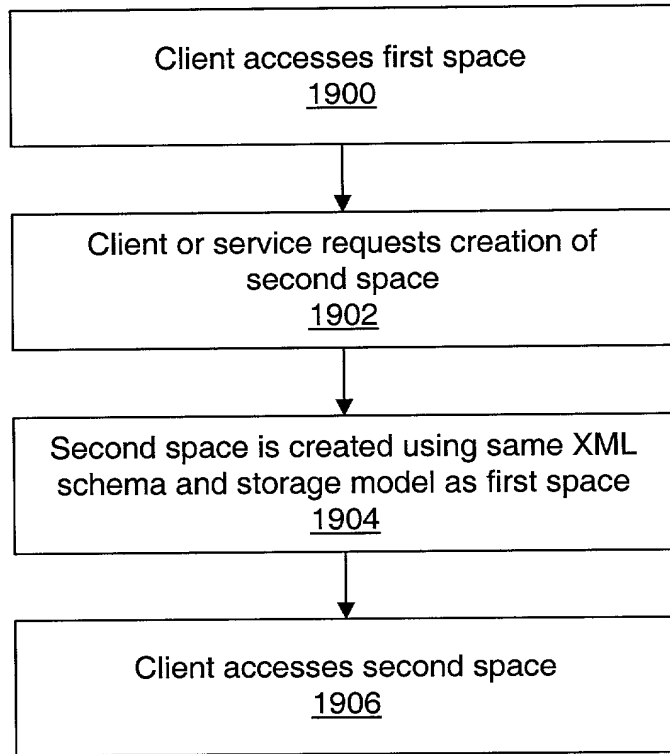 Client accesses first space
1900
Client or service requests creation of
second space
1902
Second space is created using same XML
schema and storage model as first space
1904
Client accesses second space
1906